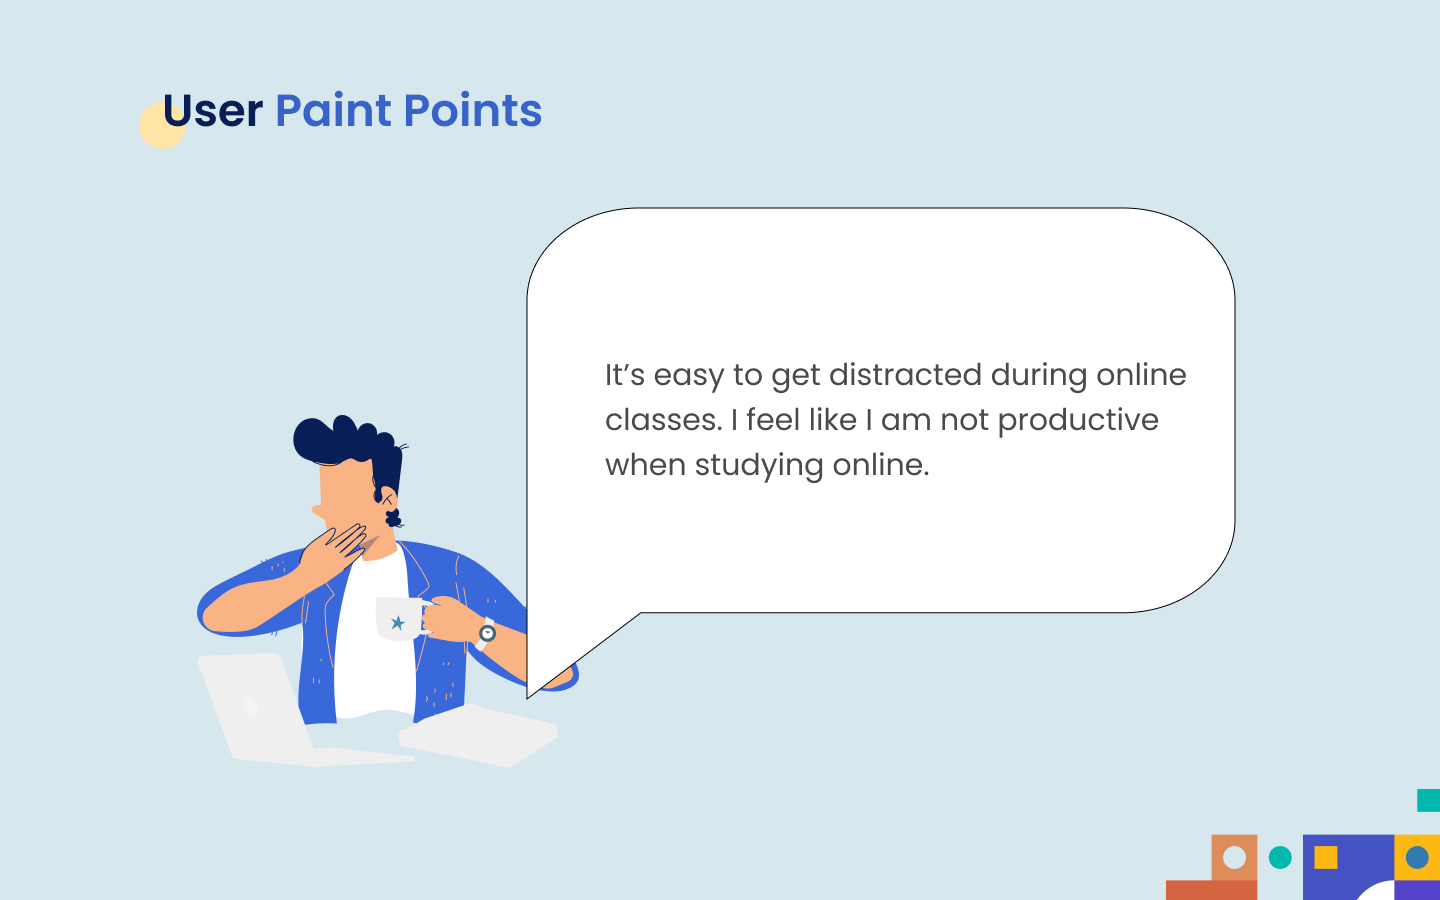 User Paint Points
It’s easy to get distracted during online
classes. I feel like I am not productive
when studying online.